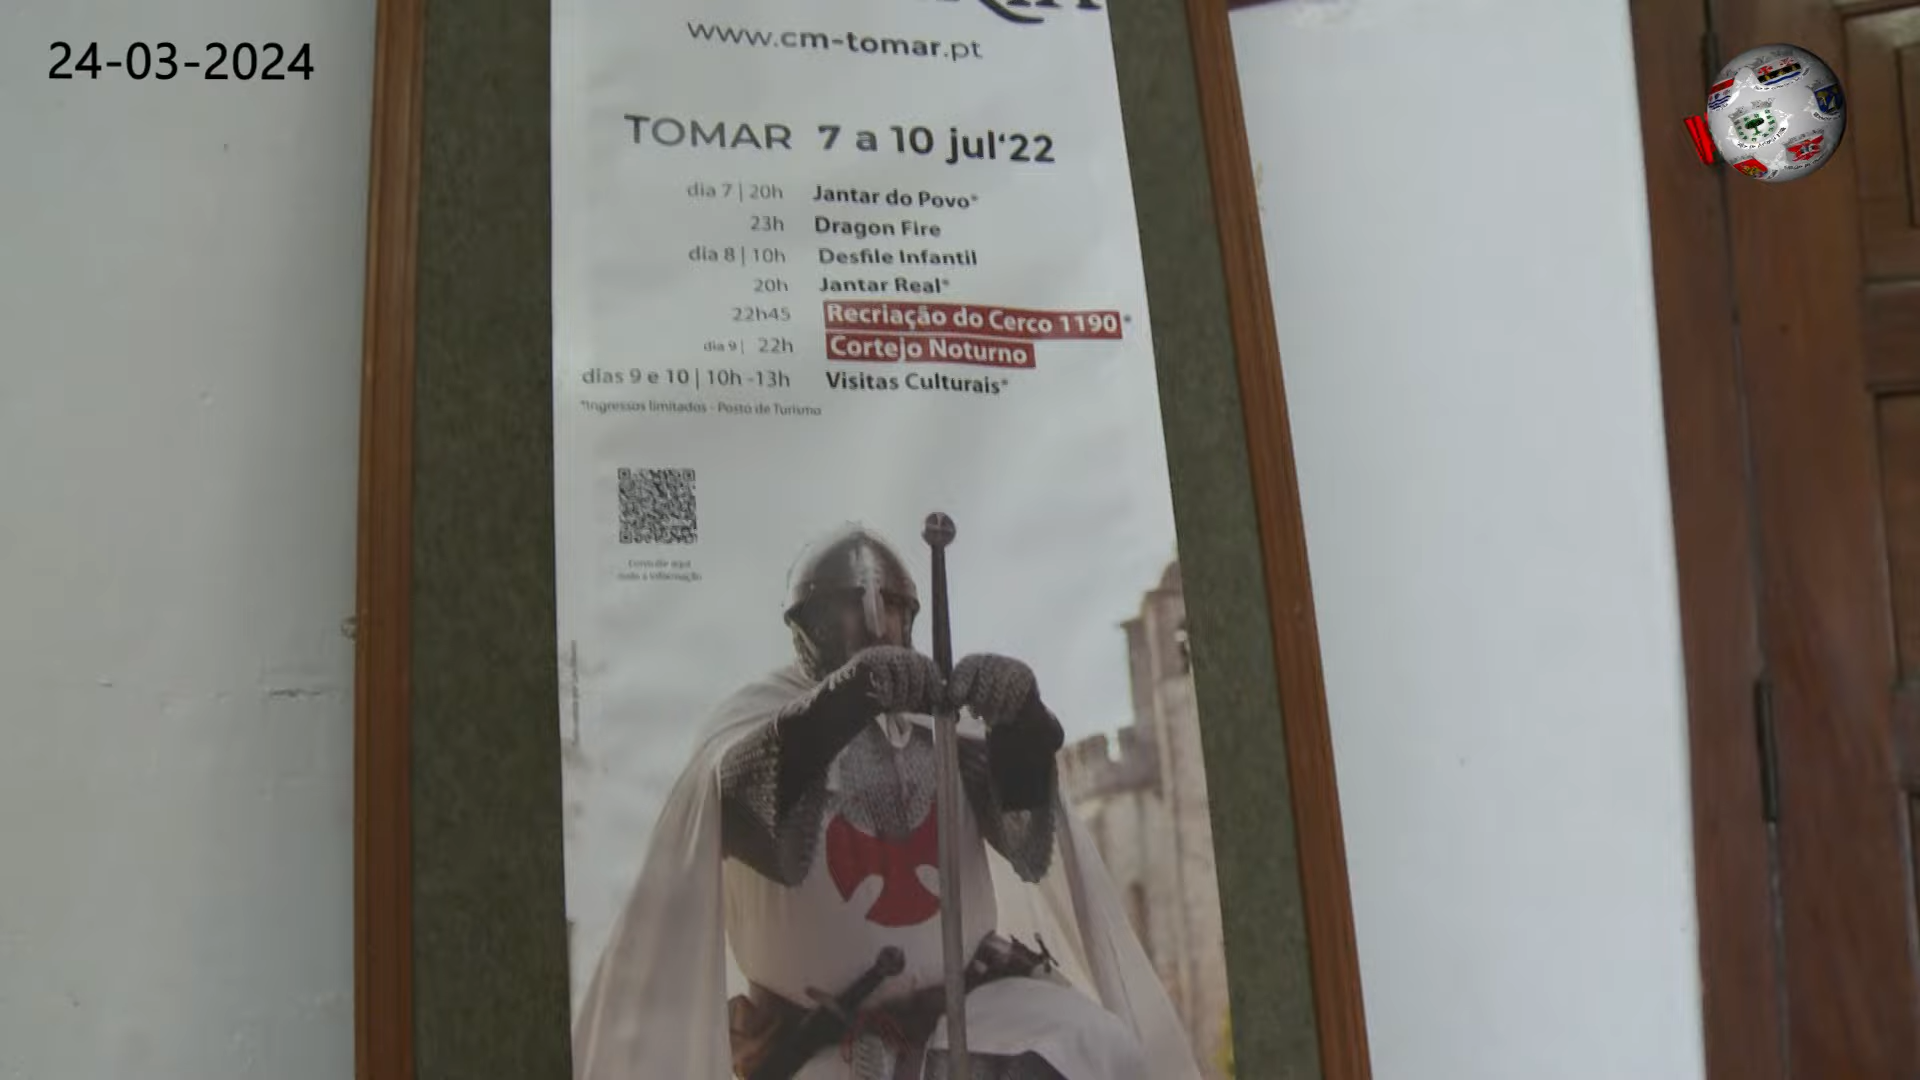 24-03-2024
www.cm-tomar.pt
TOMAR 7 a 10 jul'22
dia 7 | 20h Jantar do Povo*
23h Dragon Fire
dia 8 | 10h Desfile Infantil
20h Jantar Real*
22h45 Recriação do Cerco 1190*
dia 9 | 22h Cortejo Noturno
dias 9 e 10 | 10h -13h Visitas Culturais*
*Ingressos limitados - Posto de Turismo